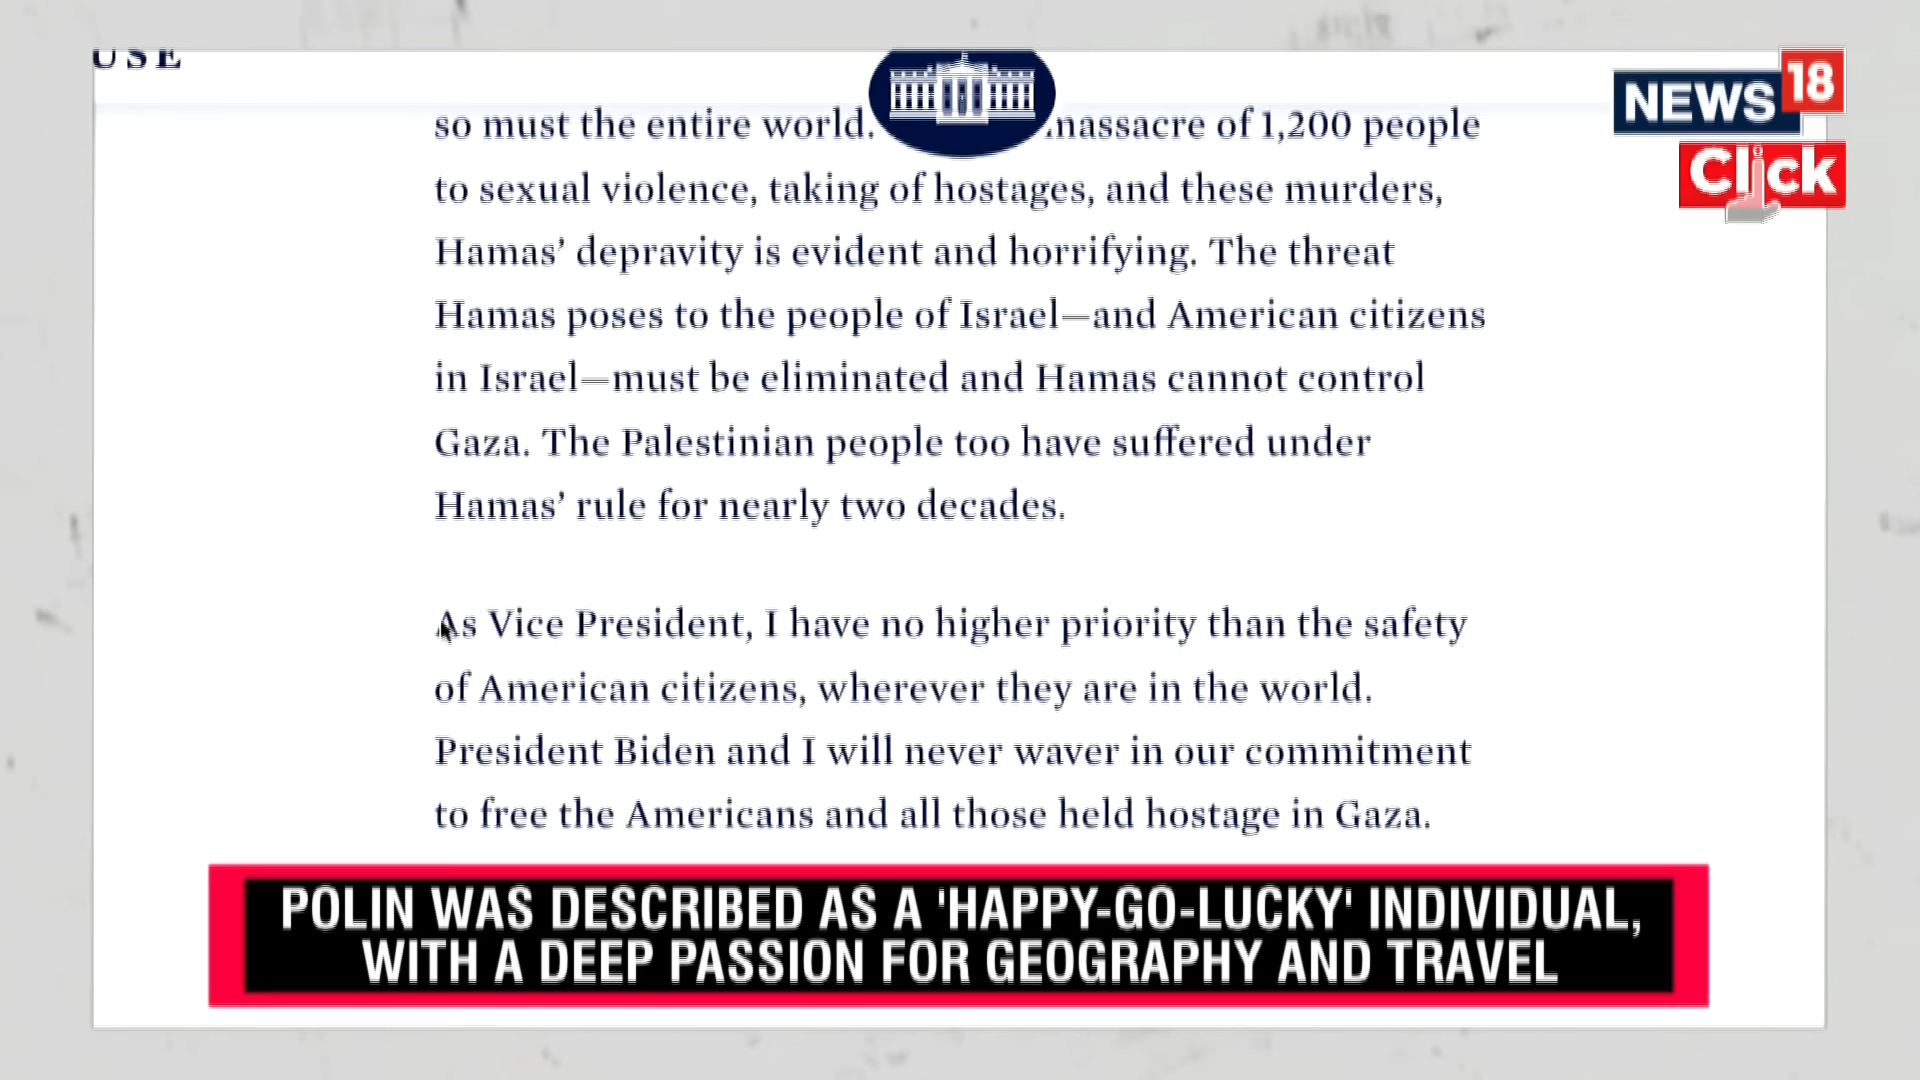 USE
NEWS 18
Click
so must the entire world. massacre of 1,200 people
to sexual violence, taking of hostages, and these murders,
Hamas’ depravity is evident and horrifying. The threat
Hamas poses to the people of Israel—and American citizens
in Israel—must be eliminated and Hamas cannot control
Gaza. The Palestinian people too have suffered under
Hamas’ rule for nearly two decades.
As Vice President, I have no higher priority than the safety
of American citizens, wherever they are in the world.
President Biden and I will never waver in our commitment
to free the Americans and all those held hostage in Gaza.
POLIN WAS DESCRIBED AS A 'HAPPY-GO-LUCKY' INDIVIDUAL,
WITH A DEEP PASSION FOR GEOGRAPHY AND TRAVEL